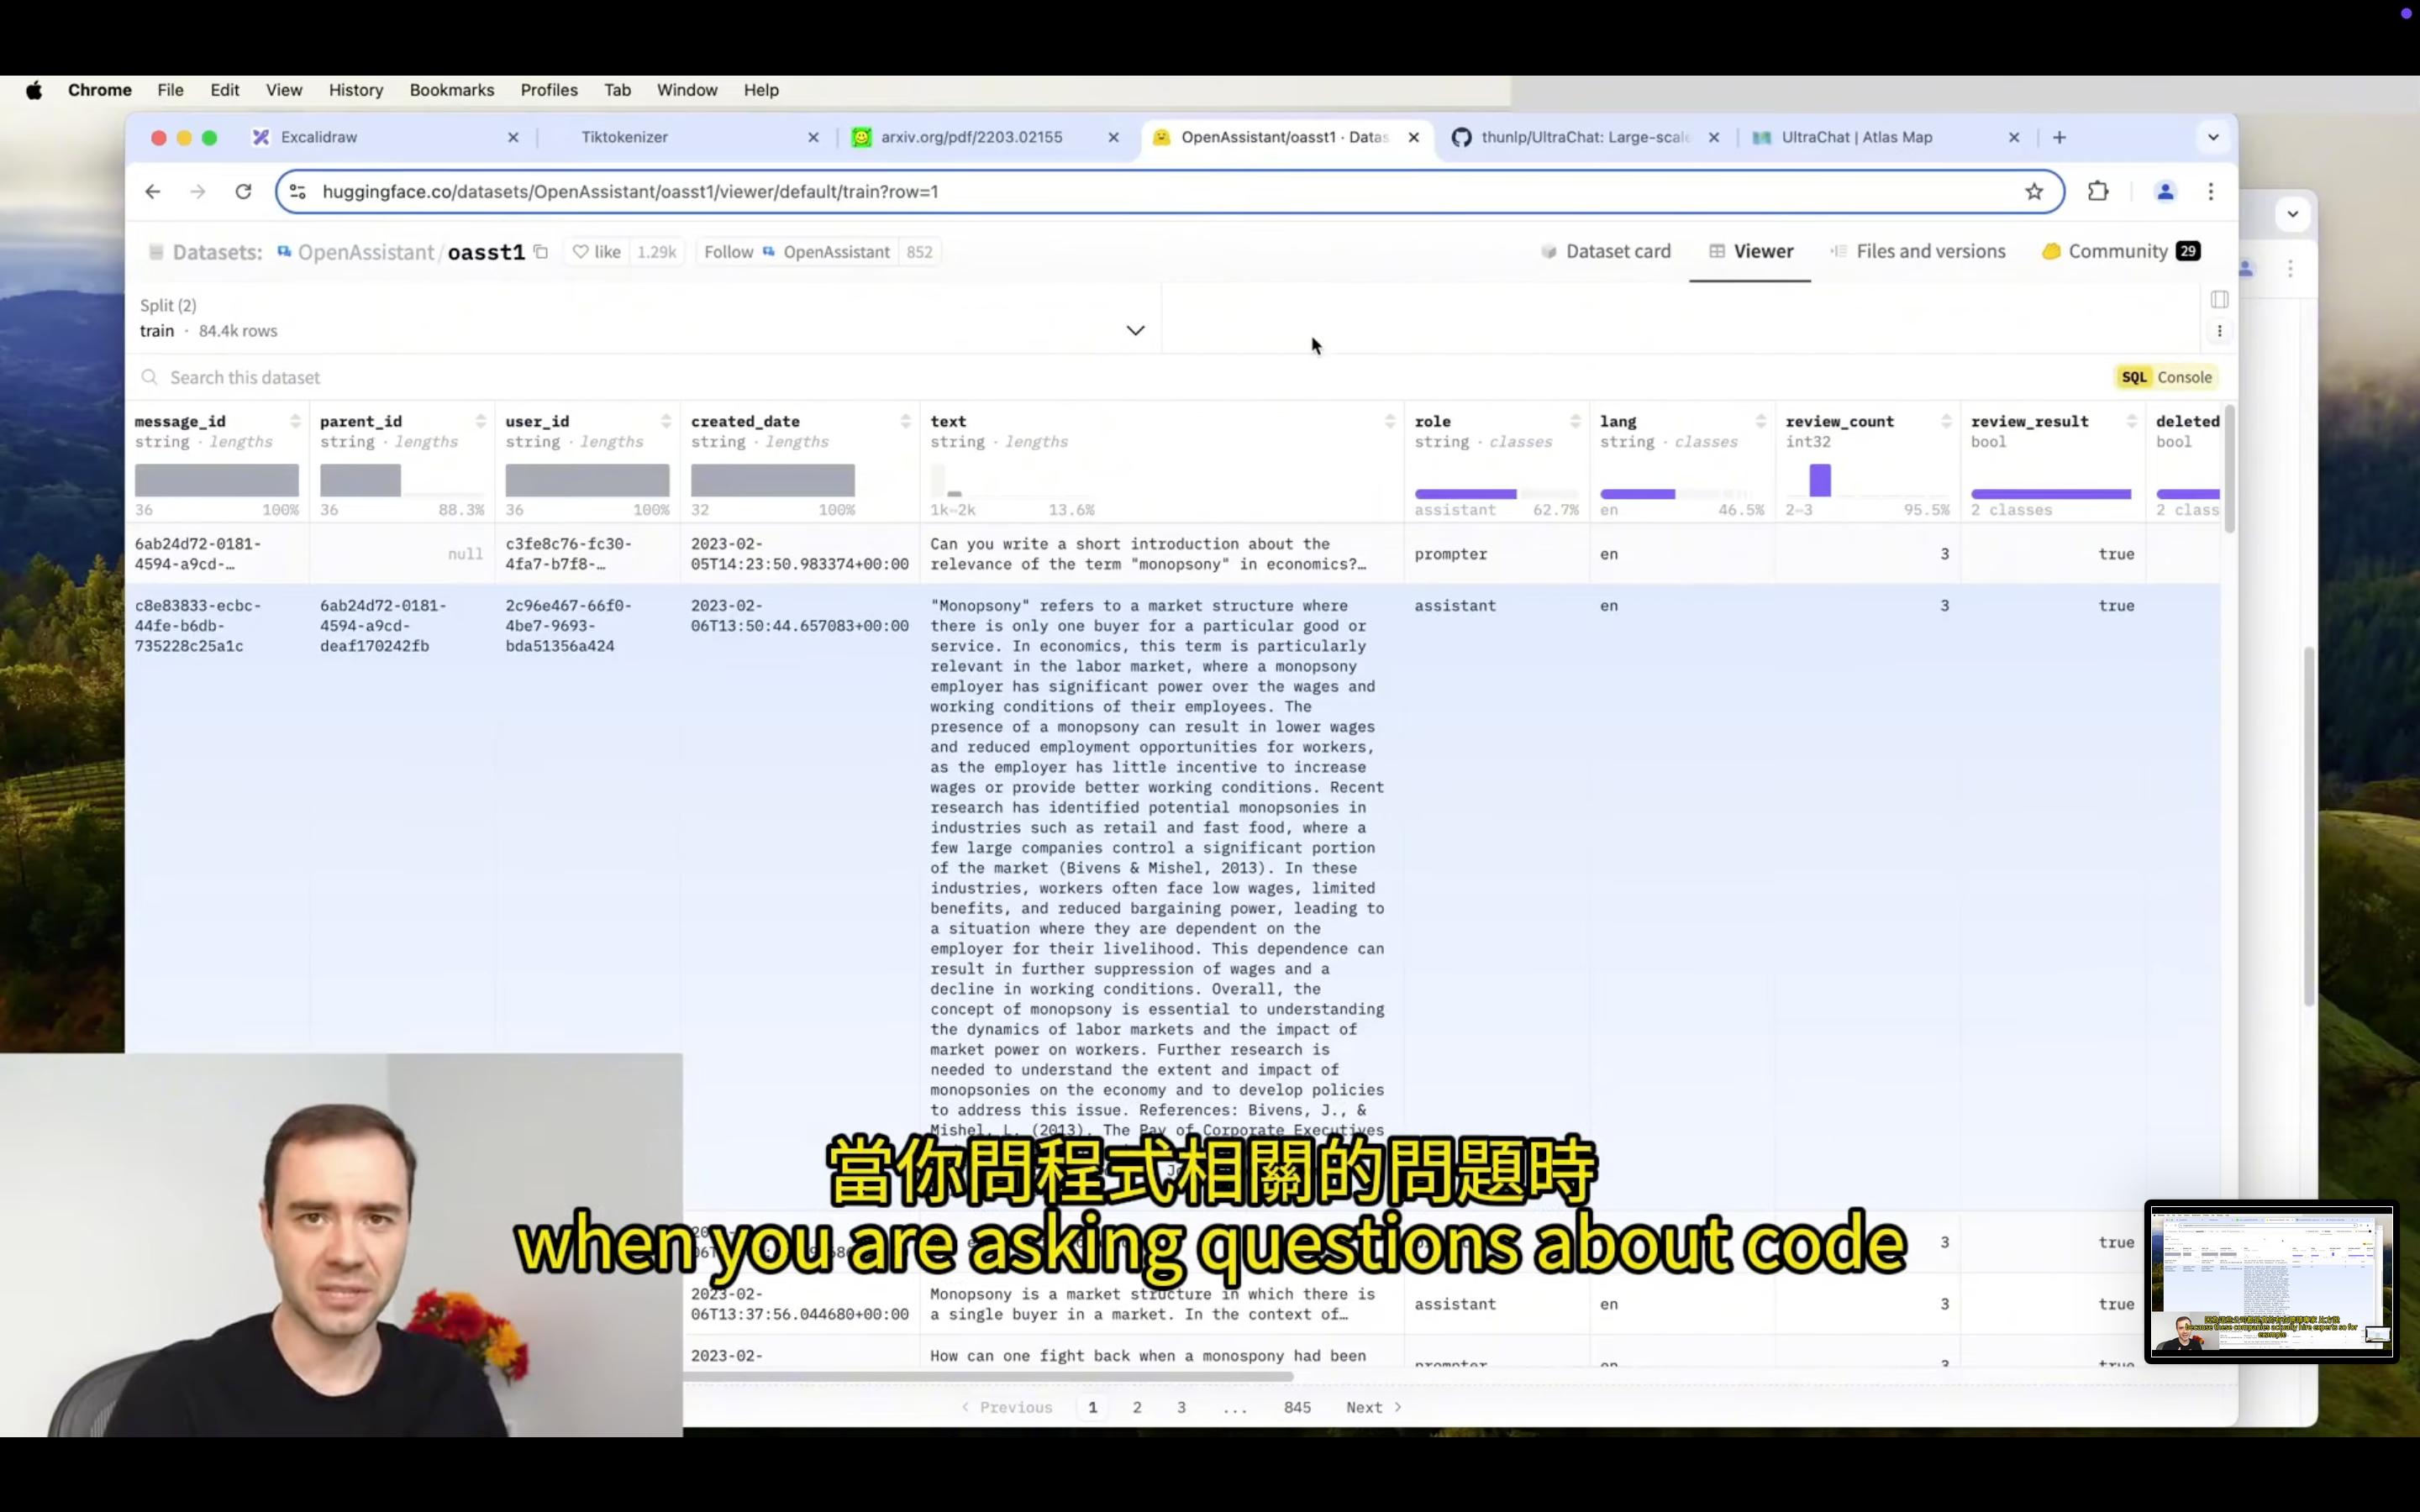 Chrome File Edit View History Bookmarks Profiles Tab Window Help
Excalidraw
Tiktokenizer
arxiv.org/pdf/2203.02155
OpenAssistant/oasst1 · Datas
thunlp/UltraChat: Large-scale
UltraChat | Atlas Map
huggingface.co/datasets/OpenAssistant/oasst1/viewer/default/train?row=1
Datasets: OpenAssistant / oasst1 like 1.29k Follow OpenAssistant 852
Dataset card Viewer Files and versions Community 29
Split (2)
train · 84.4k rows
Search this dataset
SQL Console
message_id parent_id user_id created_date text role lang review_count review_result deleted
string · lengths string · lengths string · lengths string · lengths string · lengths string · classes string · classes int32 bool bool
36 100% 36 88.3% 36 100% 32 100% 1k–2k 13.6% assistant 62.7% en 46.5% 2–3 95.5% 2 classes 2 class
6ab24d72-0181-
4594-a9cd-…
null
c3fe8c76-fc30-
4fa7-b7f8-…
2023-02-
05T14:23:50.983374+00:00
Can you write a short introduction about the
relevance of the term "monopsony" in economics?…
prompter
en
3
true
c8e83833-ecbc-
44fe-b6db-
735228c25a1c
6ab24d72-0181-
4594-a9cd-
deaf170242fb
2c96e467-66f0-
4be7-9693-
bda51356a424
2023-02-
06T13:50:44.657083+00:00
"Monopsony" refers to a market structure where
there is only one buyer for a particular good or
service. In economics, this term is particularly
relevant in the labor market, where a monopsony
employer has significant power over the wages and
working conditions of their employees. The
presence of a monopsony can result in lower wages
and reduced employment opportunities for workers,
as the employer has little incentive to increase
wages or provide better working conditions. Recent
research has identified potential monopsonies in
industries such as retail and fast food, where a
few large companies control a significant portion
of the market (Bivens & Mishel, 2013). In these
industries, workers often face low wages, limited
benefits, and reduced bargaining power, leading to
a situation where they are dependent on the
employer for their livelihood. This dependence can
result in further suppression of wages and a
decline in working conditions. Overall, the
concept of monopsony is essential to understanding
the dynamics of labor markets and the impact of
market power on workers. Further research is
needed to understand the extent and impact of
monopsonies on the economy and to develop policies
to address this issue. References: Bivens, J., &
Mishel, L. (2013). The Pay of Corporate Executives
assistant
en
3
true
當你問程式相關的問題時
when you are asking questions about code
3
true
2023-02-
06T13:37:56.044680+00:00
Monopsony is a market structure in which there is
a single buyer in a market. In the context of…
assistant
en
3
true
2023-02-
How can one fight back when a monospony had been
prompter
en
3
true
Previous 1 2 3 ... 845 Next
because these companies actually hire experts so for
example